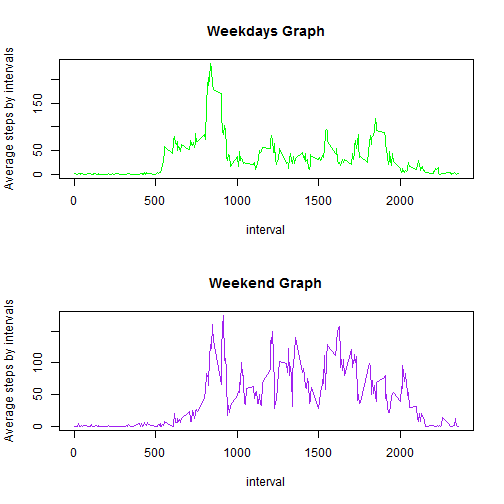 Weekdays Graph
Average steps by intervals
0 50 150
0 500 1000 1500 2000
interval
Weekend Graph
Average steps by intervals
0 50 100
0 500 1000 1500 2000
interval